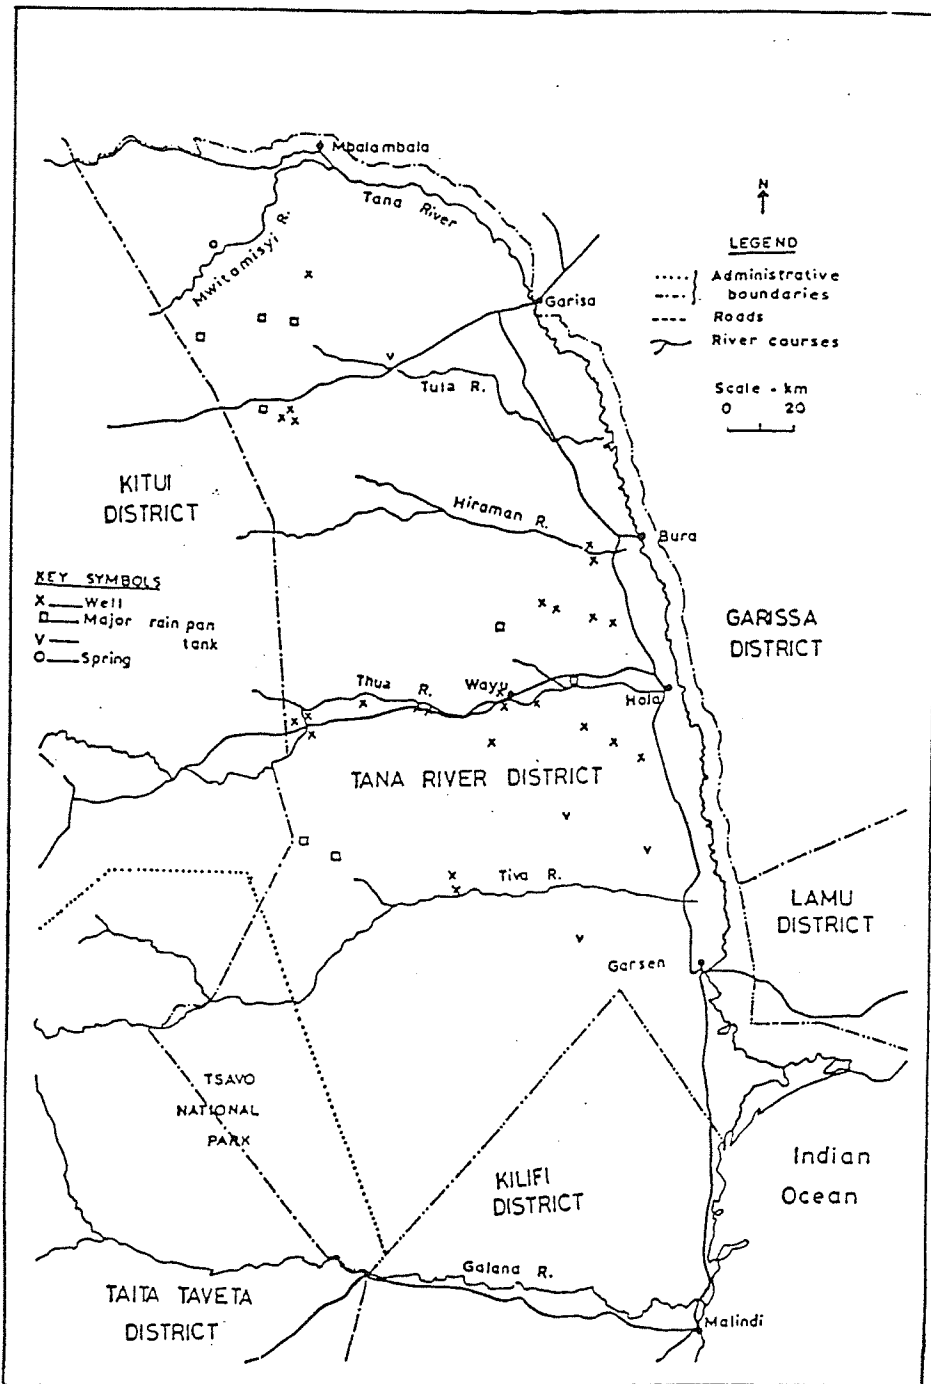 Mbalambala
Tana
River
Mwitamisyi R.
N
LEGEND
Administrative
boundaries
Roads
River courses
Garisa
Scale - km
0 20
V
Tula R.
KITUI
DISTRICT
Hiraman R.
Bura
KEY SYMBOLS
X Well
Major rain pan
V tank
O Spring
GARISSA
DISTRICT
Thua R.
Wayu
Hola
TANA RIVER DISTRICT
V
V
Tiva R.
LAMU
DISTRICT
V
Garsen
TSAVO
NATIONAL
PARK
KILIFI
DISTRICT
Indian
Ocean
Galana R.
TAITA TAVETA
DISTRICT
Malindi